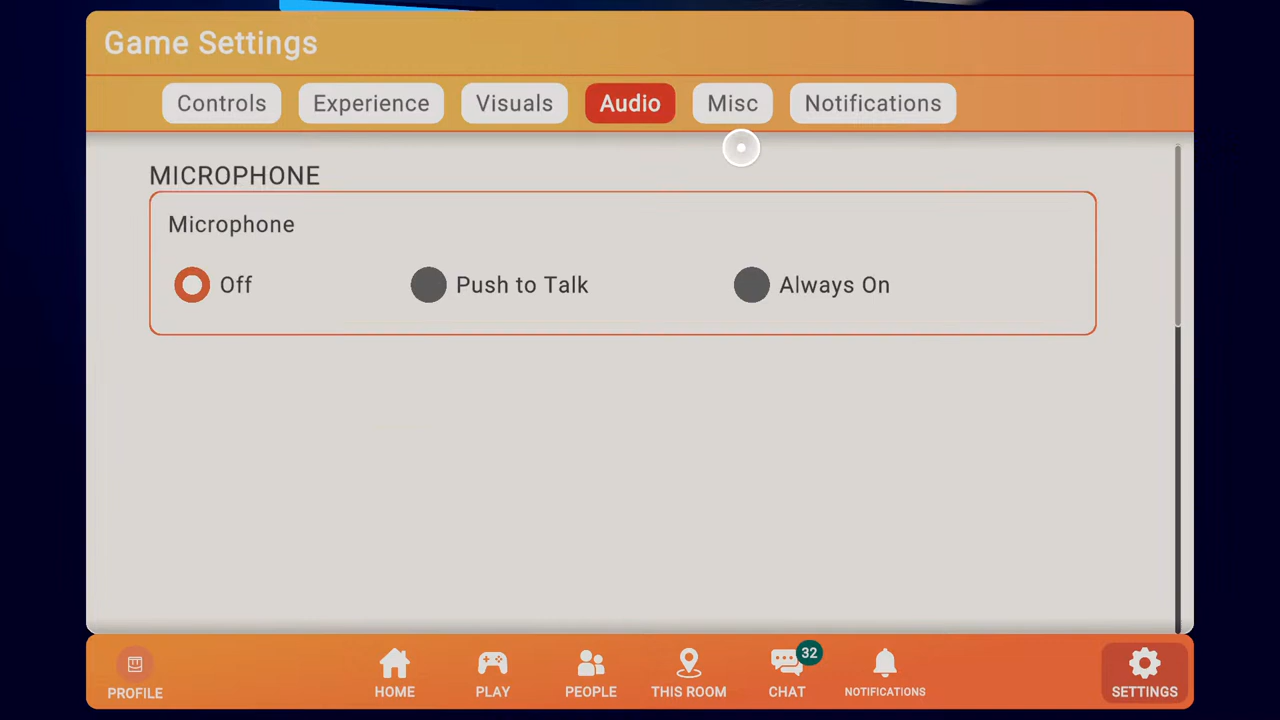 Game Settings
Controls Experience Visuals Audio Misc Notifications
MICROPHONE
Microphone
Off Push to Talk Always On
32
PROFILE HOME PLAY PEOPLE THIS ROOM CHAT NOTIFICATIONS SETTINGS